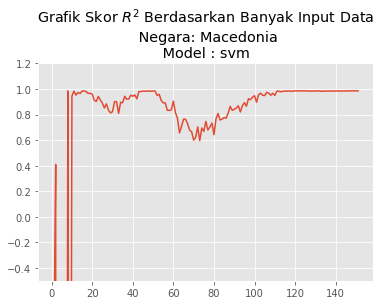 Grafik Skor R² Berdasarkan Banyak Input Data
Negara: Macedonia
Model : svm
1.2
1.0
0.8
0.6
0.4
0.2
0.0
−0.2
−0.4
0 20 40 60 80 100 120 140